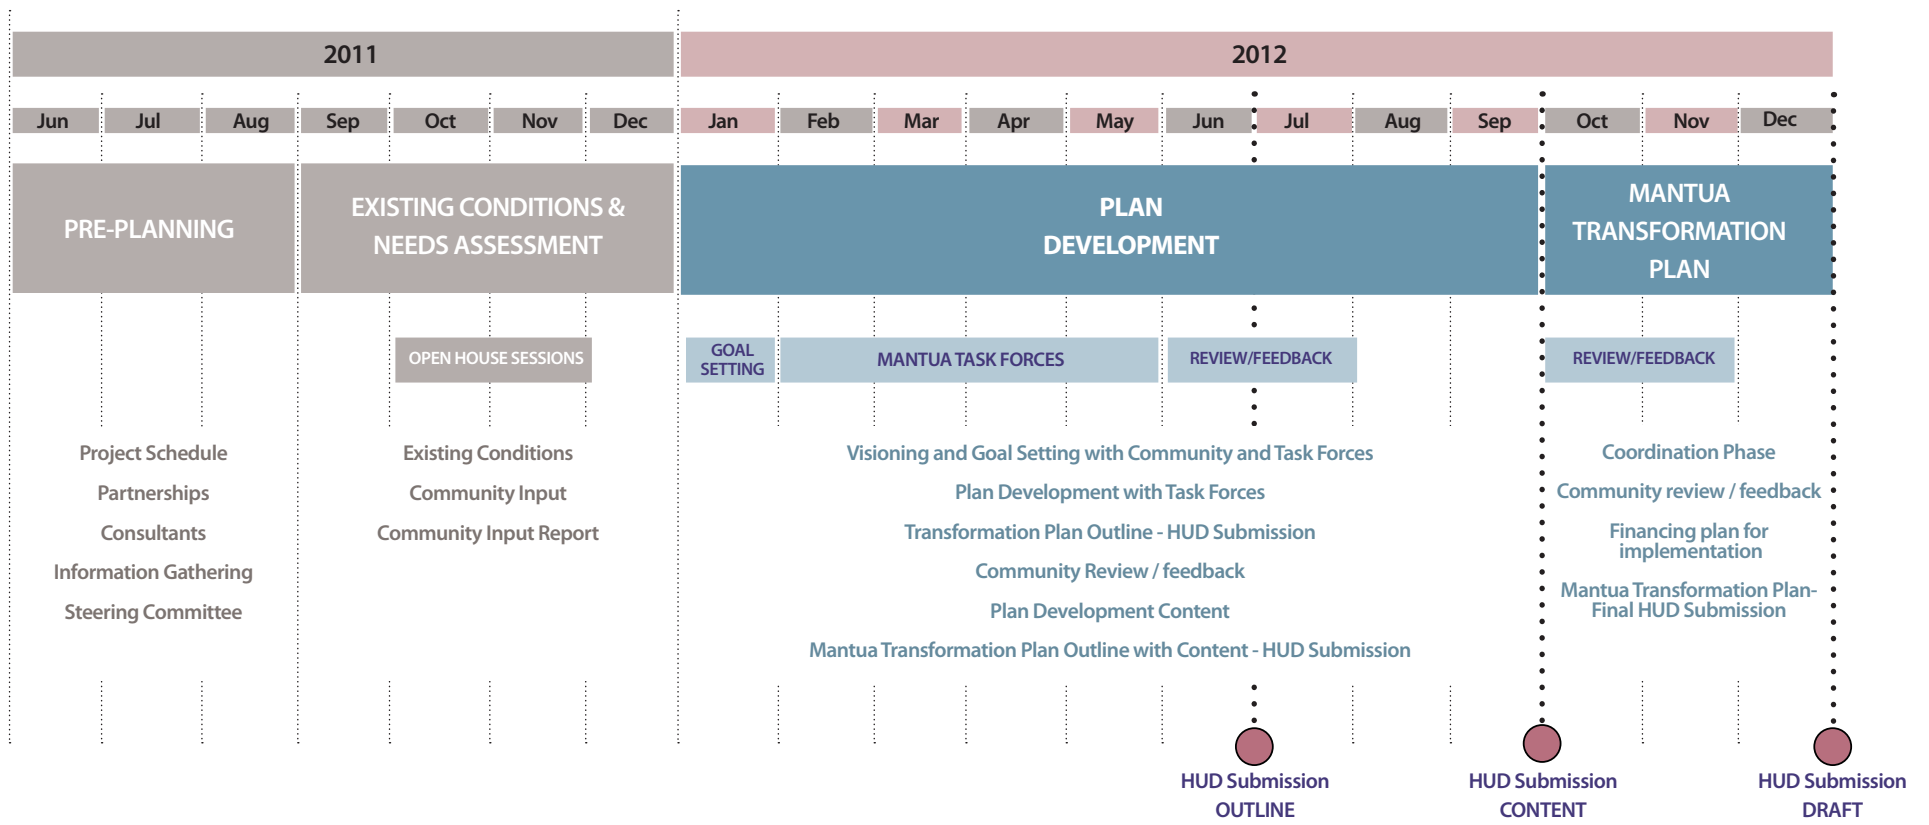 2011
2012
Jun Jul Aug Sep Oct Nov Dec Jan Feb Mar Apr May Jun Jul Aug Sep Oct Nov Dec
PRE-PLANNING
EXISTING CONDITIONS &
NEEDS ASSESSMENT
PLAN
DEVELOPMENT
MANTUA
TRANSFORMATION
PLAN
OPEN HOUSE SESSIONS
GOAL
SETTING
MANTUA TASK FORCES
REVIEW/FEEDBACK
REVIEW/FEEDBACK
Project Schedule
Partnerships
Consultants
Information Gathering
Steering Committee
Existing Conditions
Community Input
Community Input Report
Visioning and Goal Setting with Community and Task Forces
Plan Development with Task Forces
Transformation Plan Outline - HUD Submission
Community Review / feedback
Plan Development Content
Mantua Transformation Plan Outline with Content - HUD Submission
Coordination Phase
Community review / feedback
Financing plan for
implementation
Mantua Transformation Plan-
Final HUD Submission
HUD Submission
OUTLINE
HUD Submission
CONTENT
HUD Submission
DRAFT